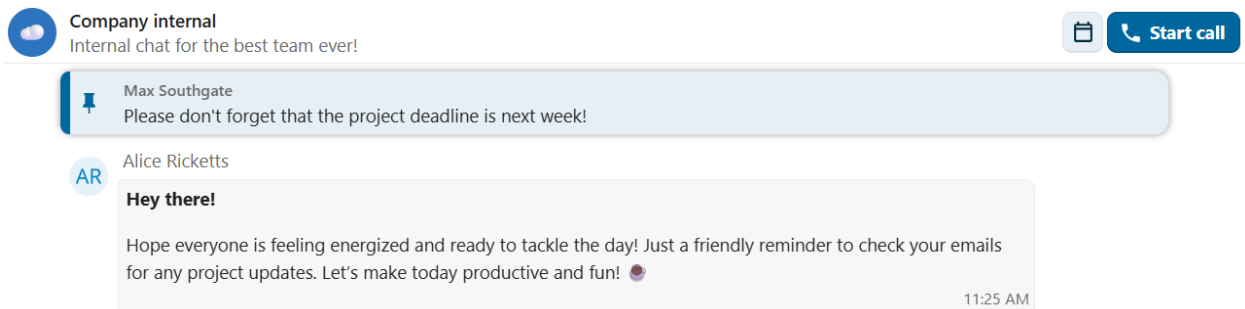 Company internal
Internal chat for the best team ever!
Start call
Max Southgate
Please don't forget that the project deadline is next week!
AR
Alice Ricketts
Hey there!
Hope everyone is feeling energized and ready to tackle the day! Just a friendly reminder to check your emails
for any project updates. Let's make today productive and fun! ☕
11:25 AM